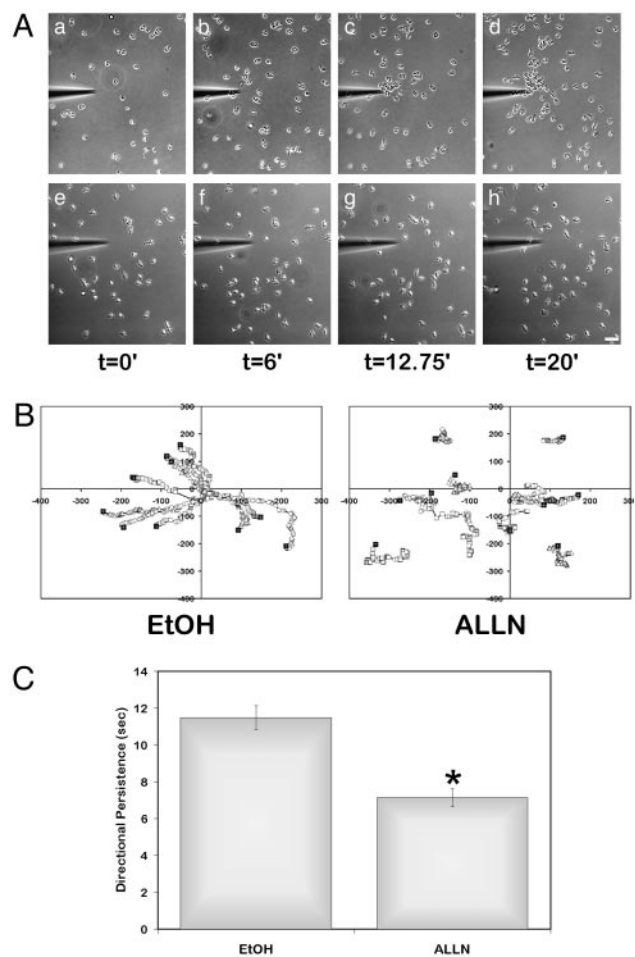 A
a b c d
e f g h
t=0' t=6' t=12.75' t=20'
B
300 300
200 200
100 100
-400 -300 -200 -100 0 100 200 300 -400 -300 -200 -100 0 100 200 300
-100 -100
-200 -200
-300 -300
-400 -400
EtOH ALLN
C
14
12
10
8
6
4
2
0
Directional Persistence (sec)
*
EtOH ALLN